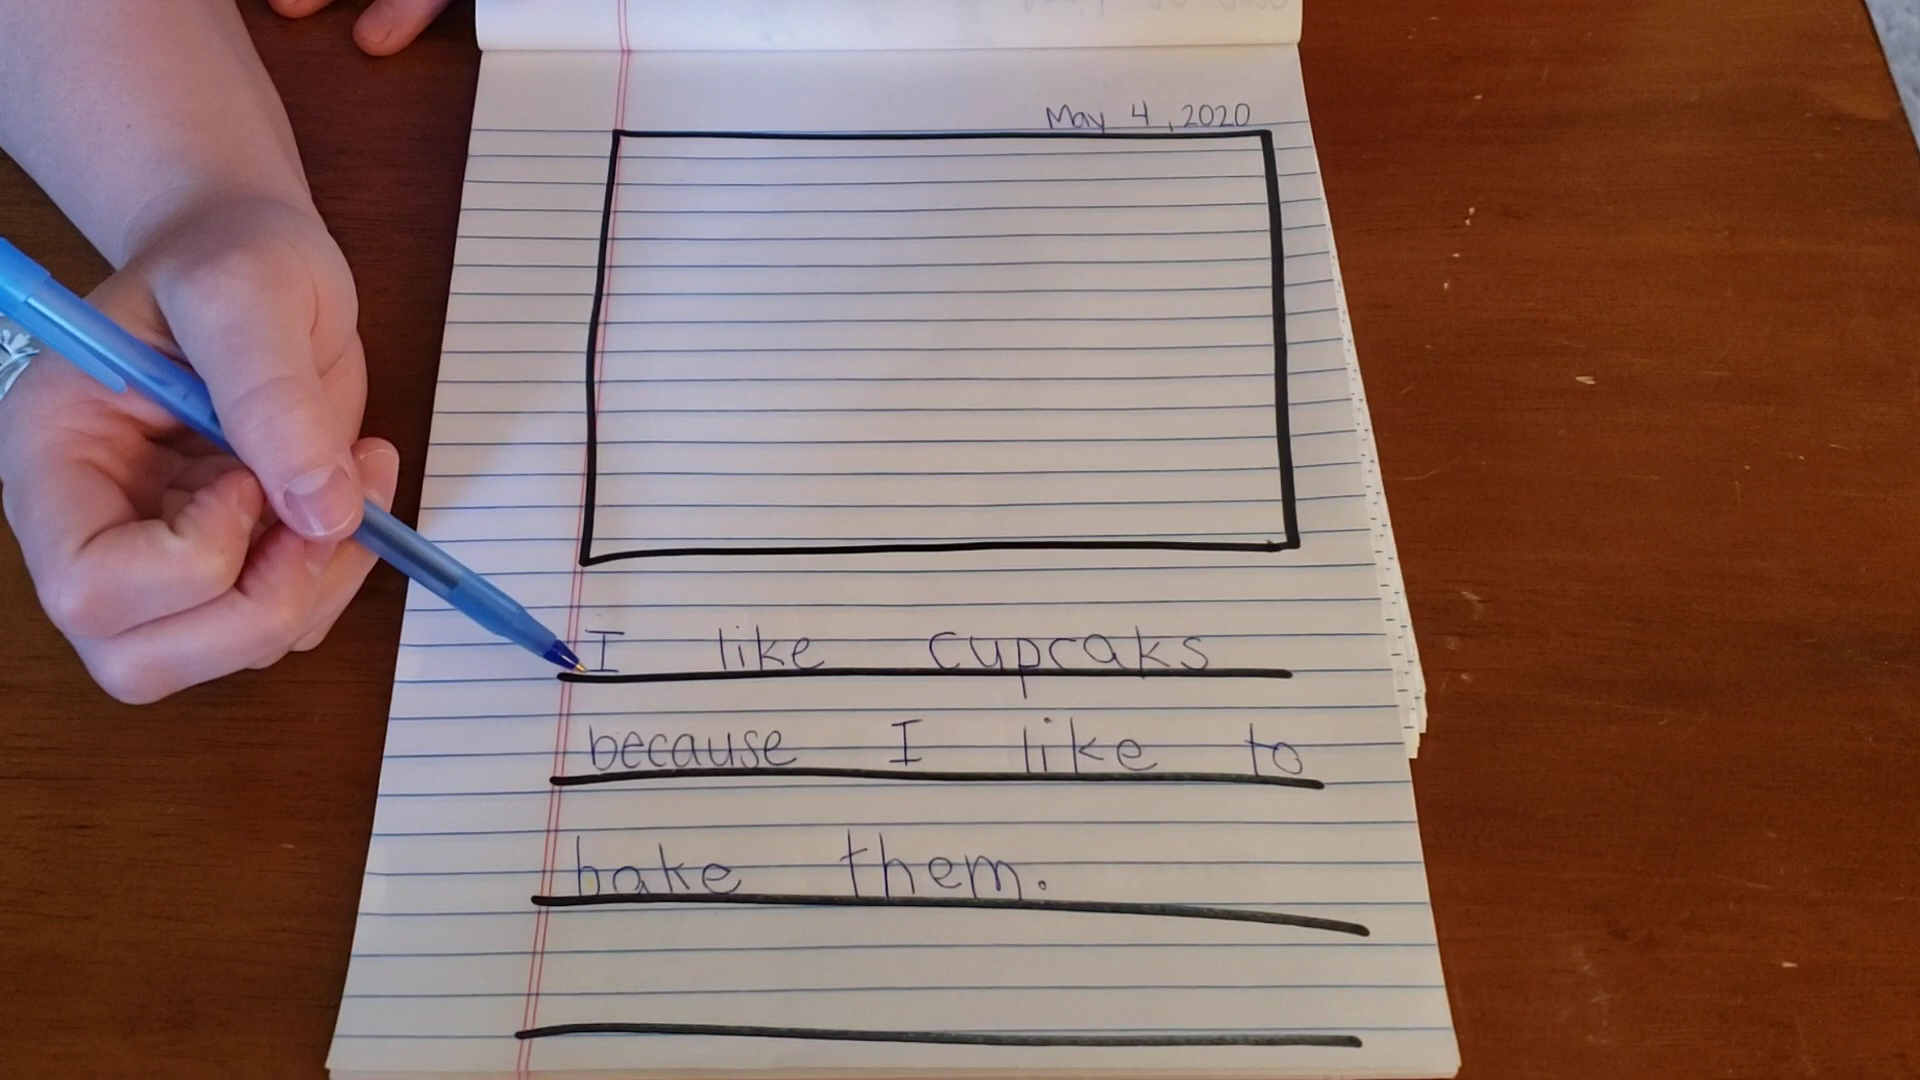 May 4, 2020
I like cupcaks
because I like to
bake them.